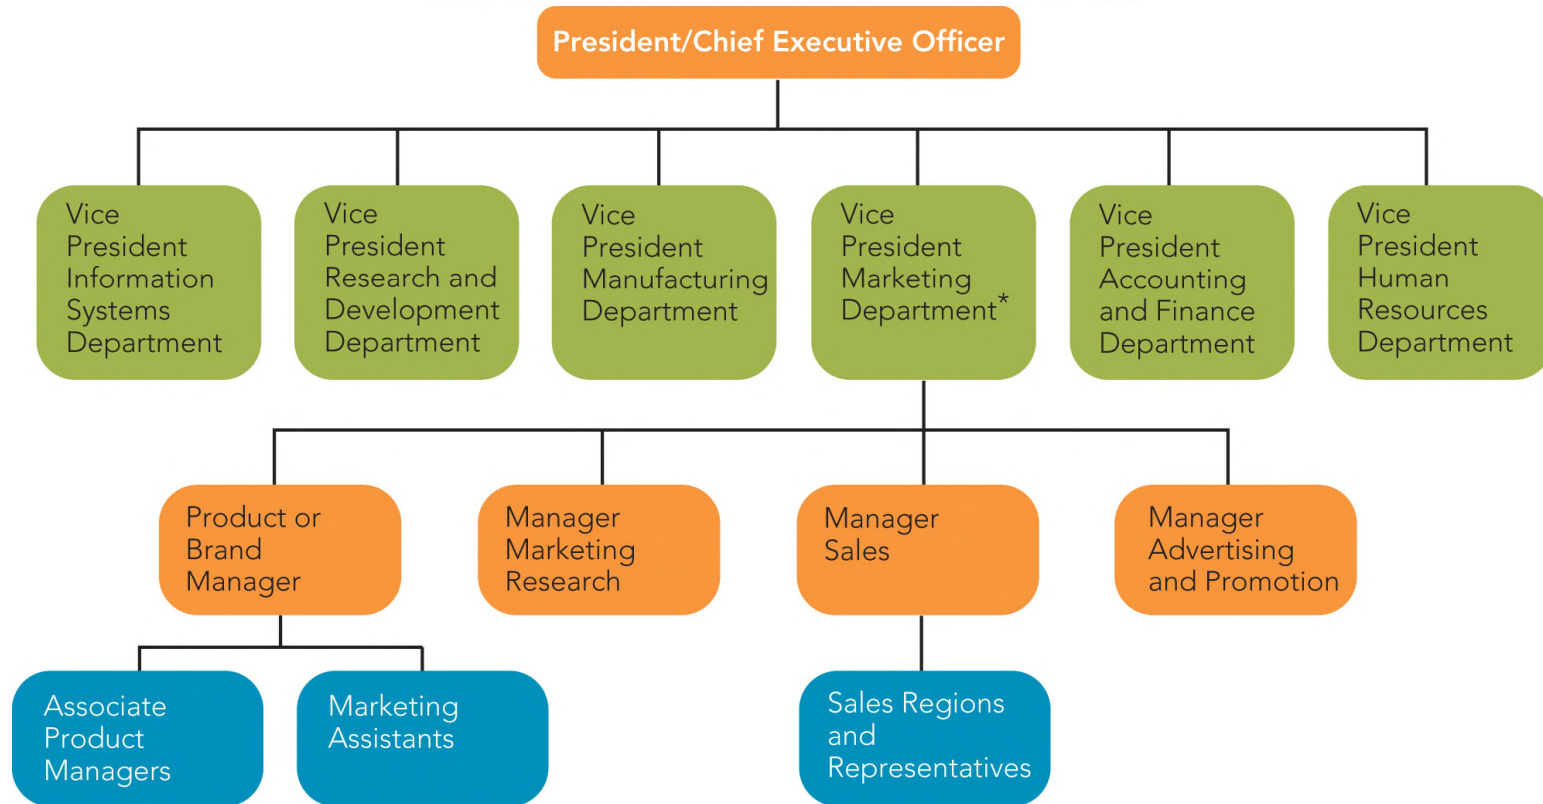 President/Chief Executive Officer
Vice
President
Information
Systems
Department
Vice
President
Research and
Development
Department
Vice
President
Manufacturing
Department
Vice
President
Marketing
Department*
Vice
President
Accounting
and Finance
Department
Vice
President
Human
Resources
Department
Product or
Brand
Manager
Manager
Marketing
Research
Manager
Sales
Manager
Advertising
and Promotion
Associate
Product
Managers
Marketing
Assistants
Sales Regions
and
Representatives